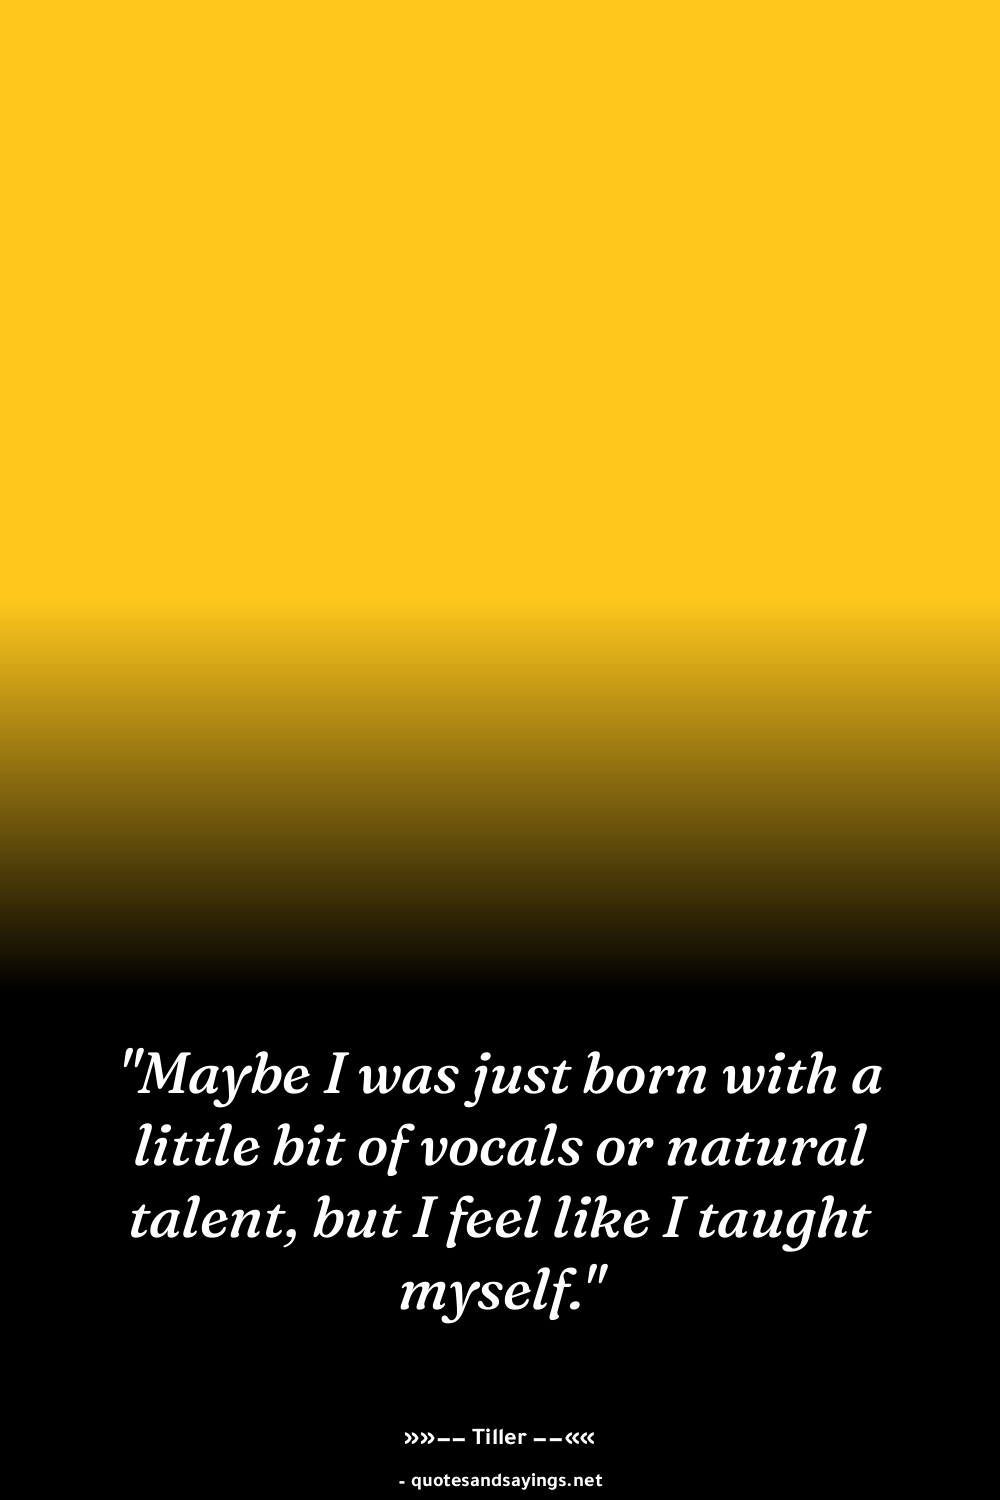 "Maybe I was just born with a
little bit of vocals or natural
talent, but I feel like I taught
myself."
»»—— Tiller ——««
- quotesandsayings.net